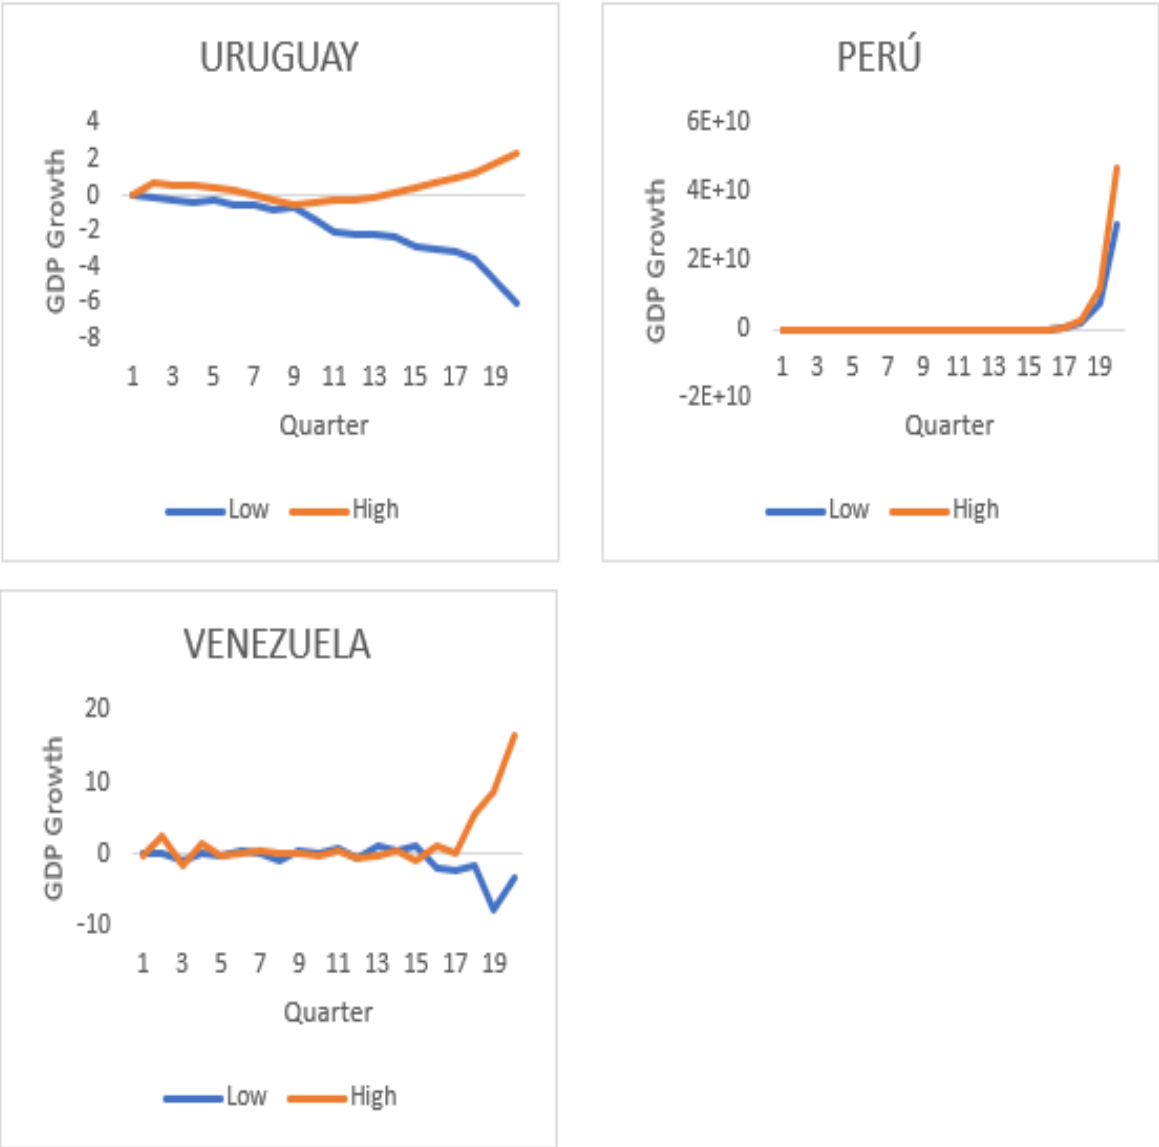 URUGUAY
GDP Growth
4
2
0
-2
-4
-6
-8
1 3 5 7 9 11 13 15 17 19
Quarter
Low High
PERÚ
GDP Growth
6E+10
4E+10
2E+10
0
-2E+10
1 3 5 7 9 11 13 15 17 19
Quarter
Low High
VENEZUELA
GDP Growth
20
10
0
-10
1 3 5 7 9 11 13 15 17 19
Quarter
Low High